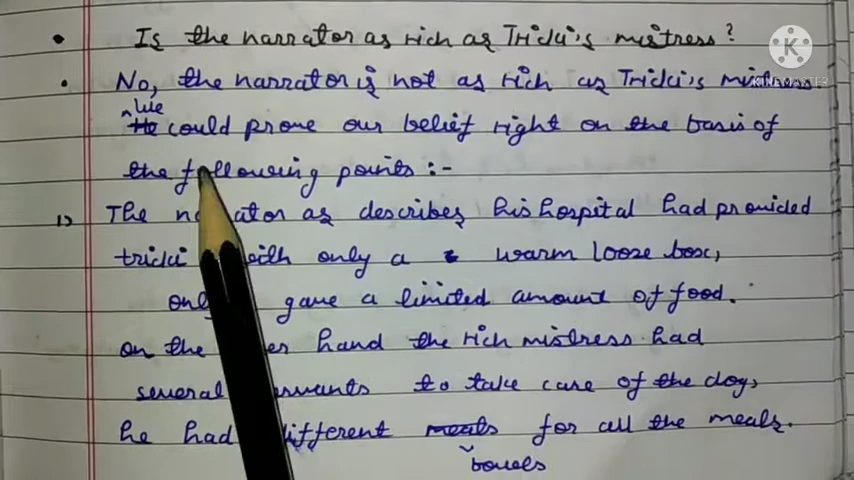 Is the narrator as rich as Tricki's mistress?
KINEMASTER
No, the narrator is not as rich as Tricki's mistress
We
He could prove our belief right on the basis of
the following points :-
1) The as describes his hospital had provided
tricki only a warm loose box,
gave a limited amount of food.
on the hand the rich mistress had
several to take care of the dog,
he had different meals for all the meals.
bowels